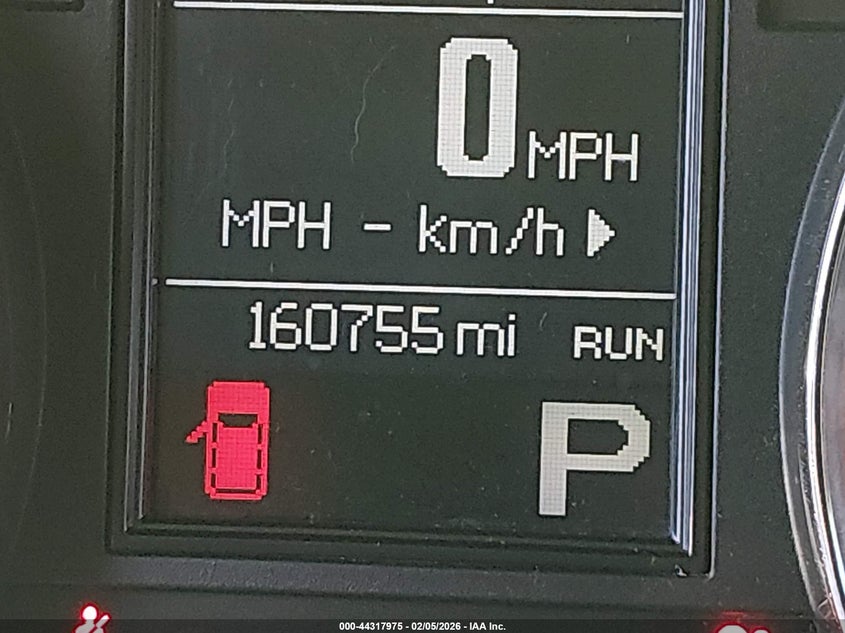 0 MPH
MPH - km/h
160755 mi RUN
P
000-44317975 - 02/05/2026 - IAA Inc.